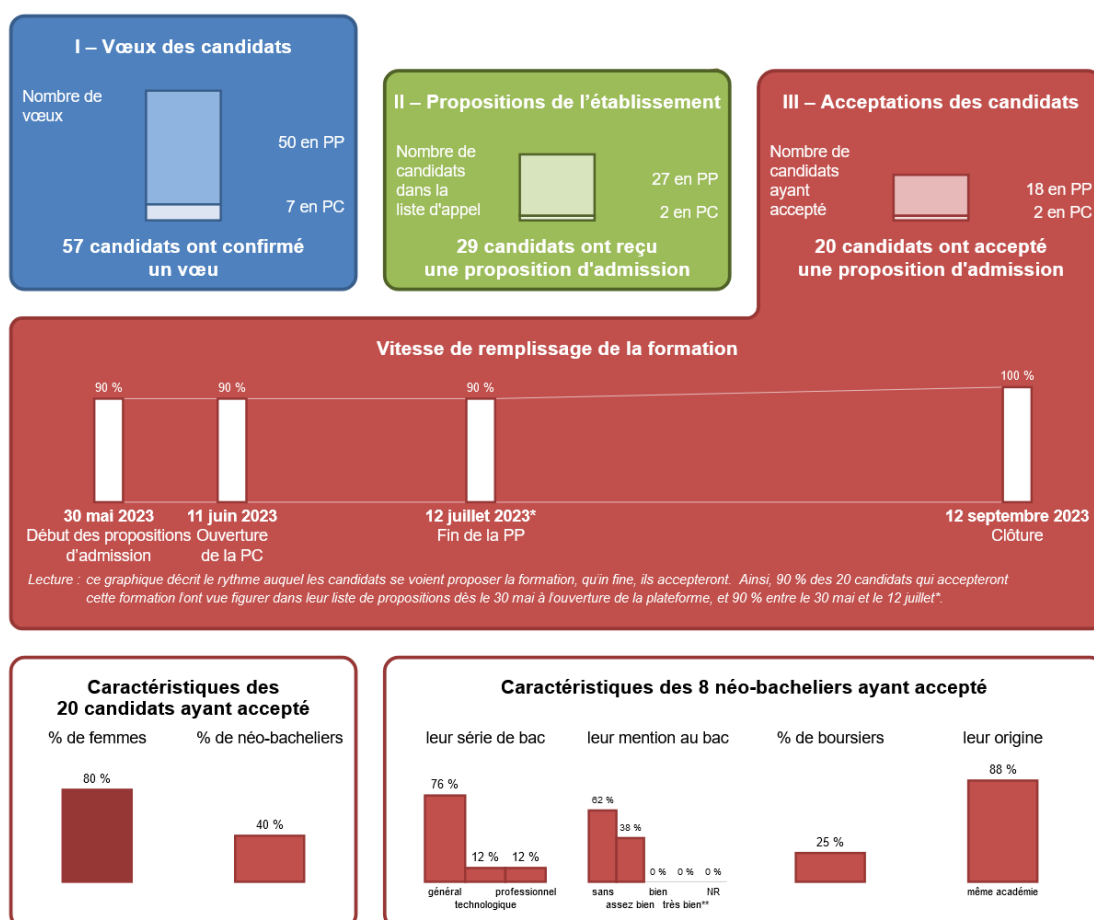 I – Vœux des candidats
Nombre de
vœux
50 en PP
7 en PC
57 candidats ont confirmé
un vœu
II – Propositions de l'établissement
Nombre de
candidats
dans la
liste d'appel
27 en PP
2 en PC
29 candidats ont reçu
une proposition d'admission
III – Acceptations des candidats
Nombre de
candidats
ayant
accepté
18 en PP
2 en PC
20 candidats ont accepté
une proposition d'admission
Vitesse de remplissage de la formation
90 %
90 %
90 %
100 %
30 mai 2023
Début des propositions
d'admission
11 juin 2023
Ouverture
de la PC
12 juillet 2023*
Fin de la PP
12 septembre 2023
Clôture
Lecture : ce graphique décrit le rythme auquel les candidats se voient proposer la formation, qu'in fine, ils accepteront. Ainsi, 90 % des 20 candidats qui accepteront
cette formation l'ont vue figurer dans leur liste de propositions dès le 30 mai à l'ouverture de la plateforme, et 90 % entre le 30 mai et le 12 juillet*.
Caractéristiques des
20 candidats ayant accepté
% de femmes
80 %
% de néo-bacheliers
40 %
Caractéristiques des 8 néo-bacheliers ayant accepté
leur série de bac
76 %
12 %
12 %
général
professionnel
technologique
leur mention au bac
62 %
38 %
0 %
0 %
0 %
sans
bien
NR
assez bien
très bien**
% de boursiers
25 %
leur origine
88 %
même académie